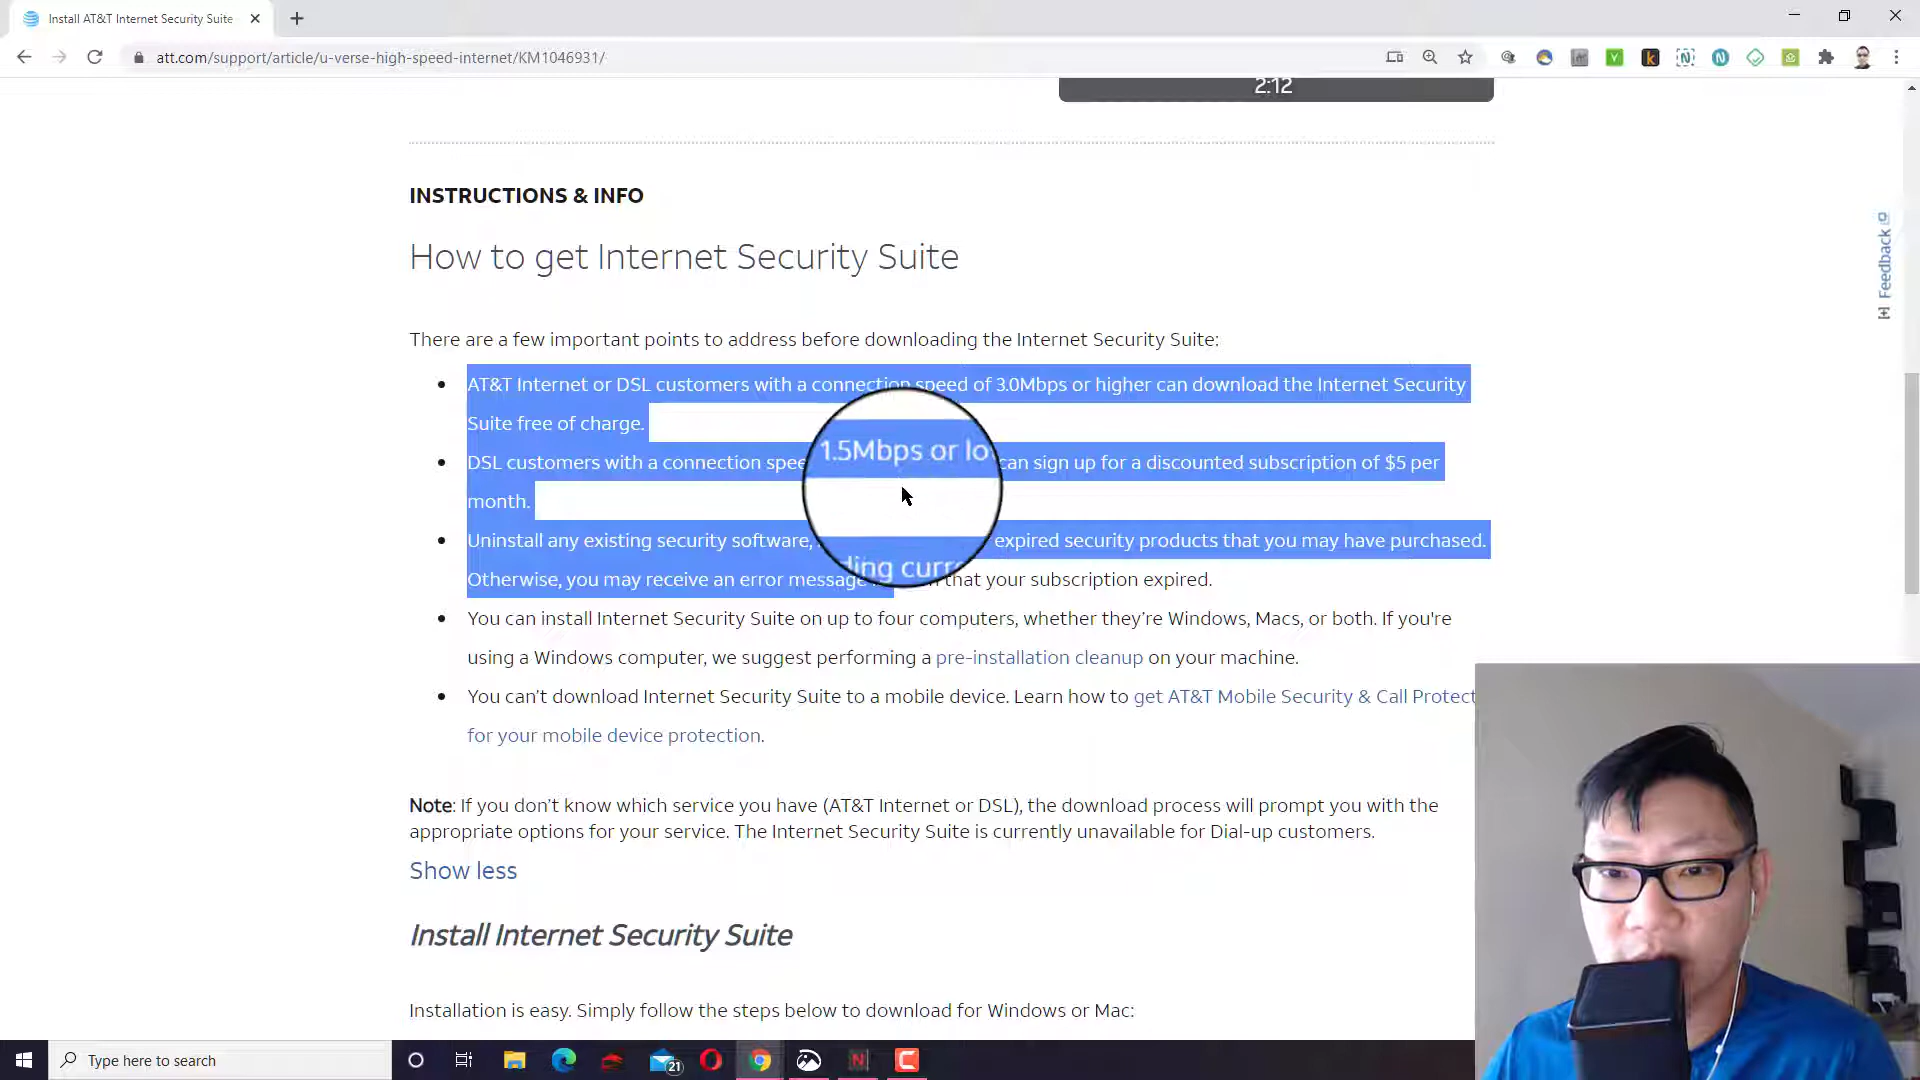 Install AT&T Internet Security Suite
att.com/support/article/u-verse-high-speed-internet/KM1046931/
2:12
INSTRUCTIONS & INFO
How to get Internet Security Suite
Feedback
There are a few important points to address before downloading the Internet Security Suite:
AT&T Internet or DSL customers with a connection speed of 3.0Mbps or higher can download the Internet Security
Suite free of charge.
DSL customers with a connection spee 1.5Mbps or lo can sign up for a discounted subscription of $5 per
month.
Uninstall any existing security software, expired security products that you may have purchased.
ding curre
Otherwise, you may receive an error message that your subscription expired.
You can install Internet Security Suite on up to four computers, whether they're Windows, Macs, or both. If you're
using a Windows computer, we suggest performing a pre-installation cleanup on your machine.
You can't download Internet Security Suite to a mobile device. Learn how to get AT&T Mobile Security & Call Protect
for your mobile device protection.
Note: If you don't know which service you have (AT&T Internet or DSL), the download process will prompt you with the
appropriate options for your service. The Internet Security Suite is currently unavailable for Dial-up customers.
Show less
Install Internet Security Suite
Installation is easy. Simply follow the steps below to download for Windows or Mac:
Type here to search
21